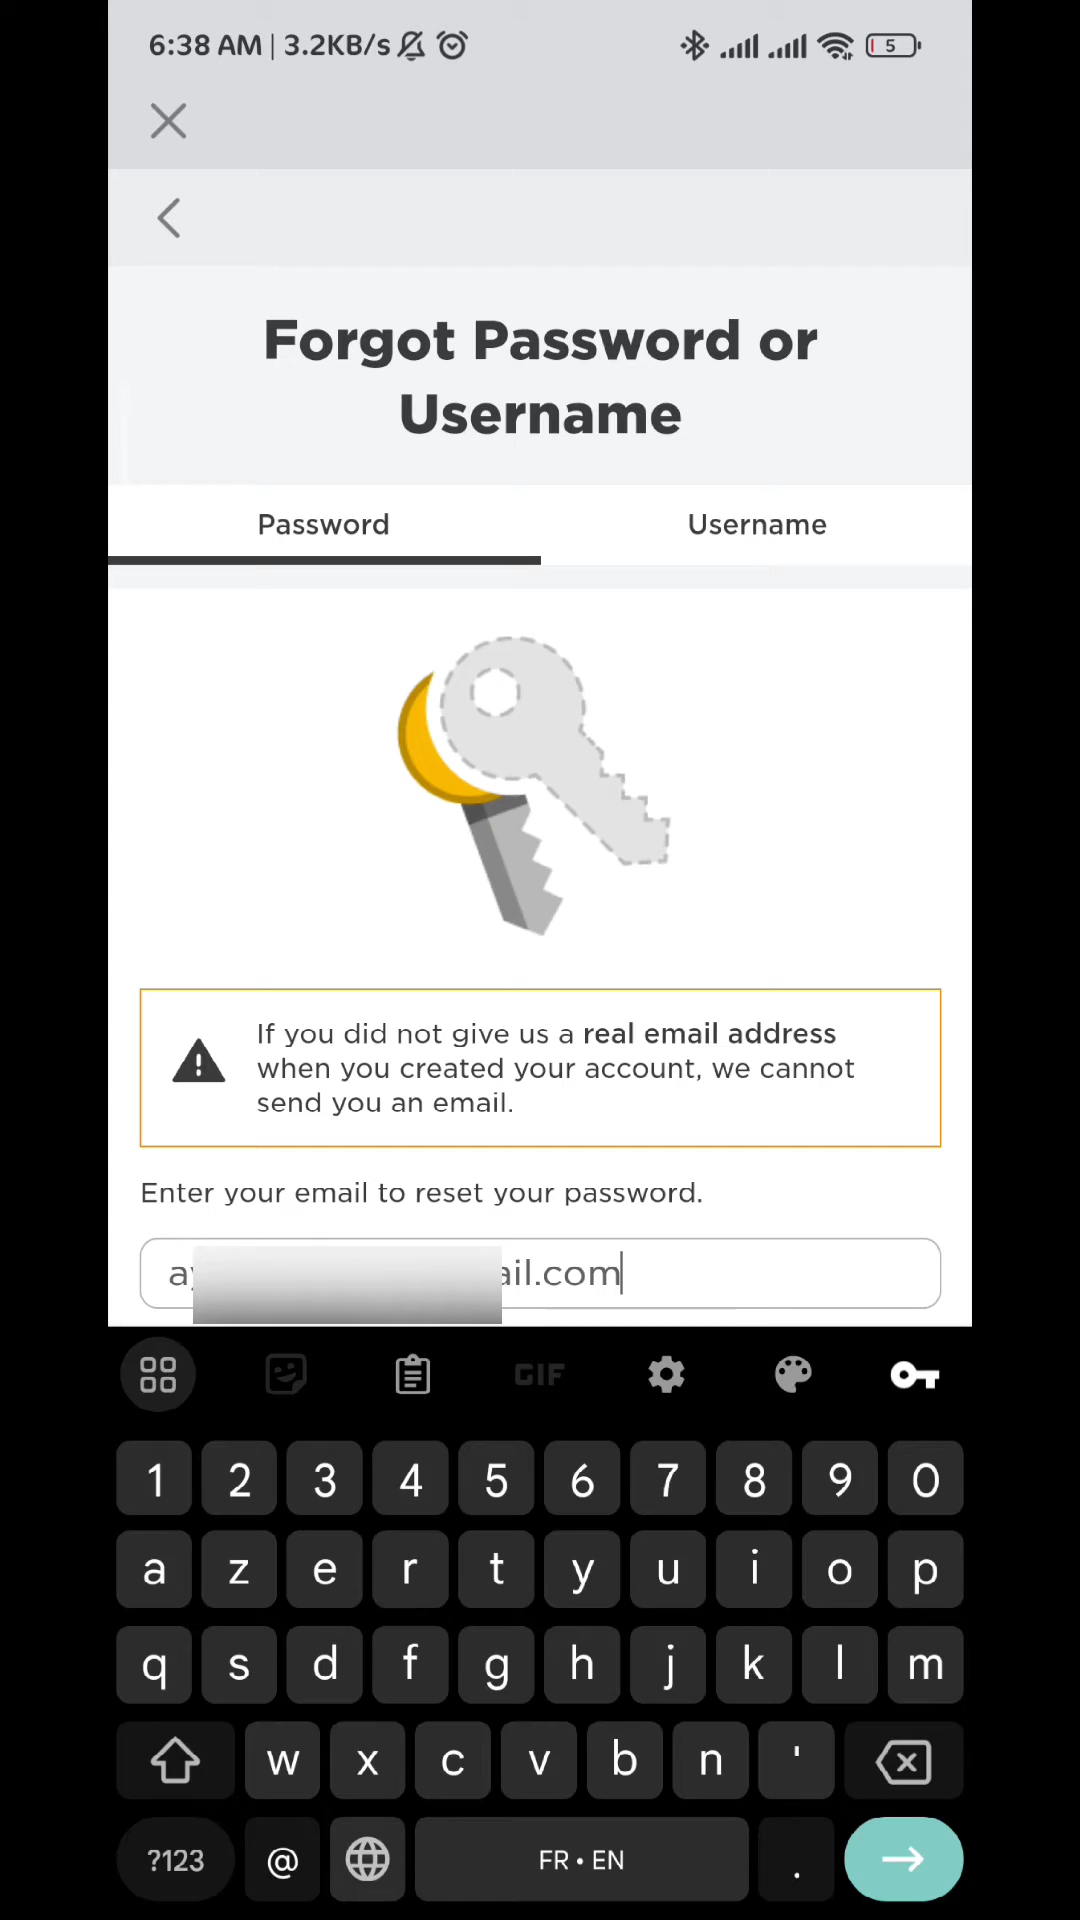 6:38 AM | 3.2KB/s
5
Forgot Password or
Username
Password
Username
If you did not give us a real email address
when you created your account, we cannot
send you an email.
Enter your email to reset your password.
ail.com
GIF
1 2 3 4 5 6 7 8 9 0
a z e r t y u i o p
q s d f g h j k l m
w x c v b n '
?123 @ FR • EN .